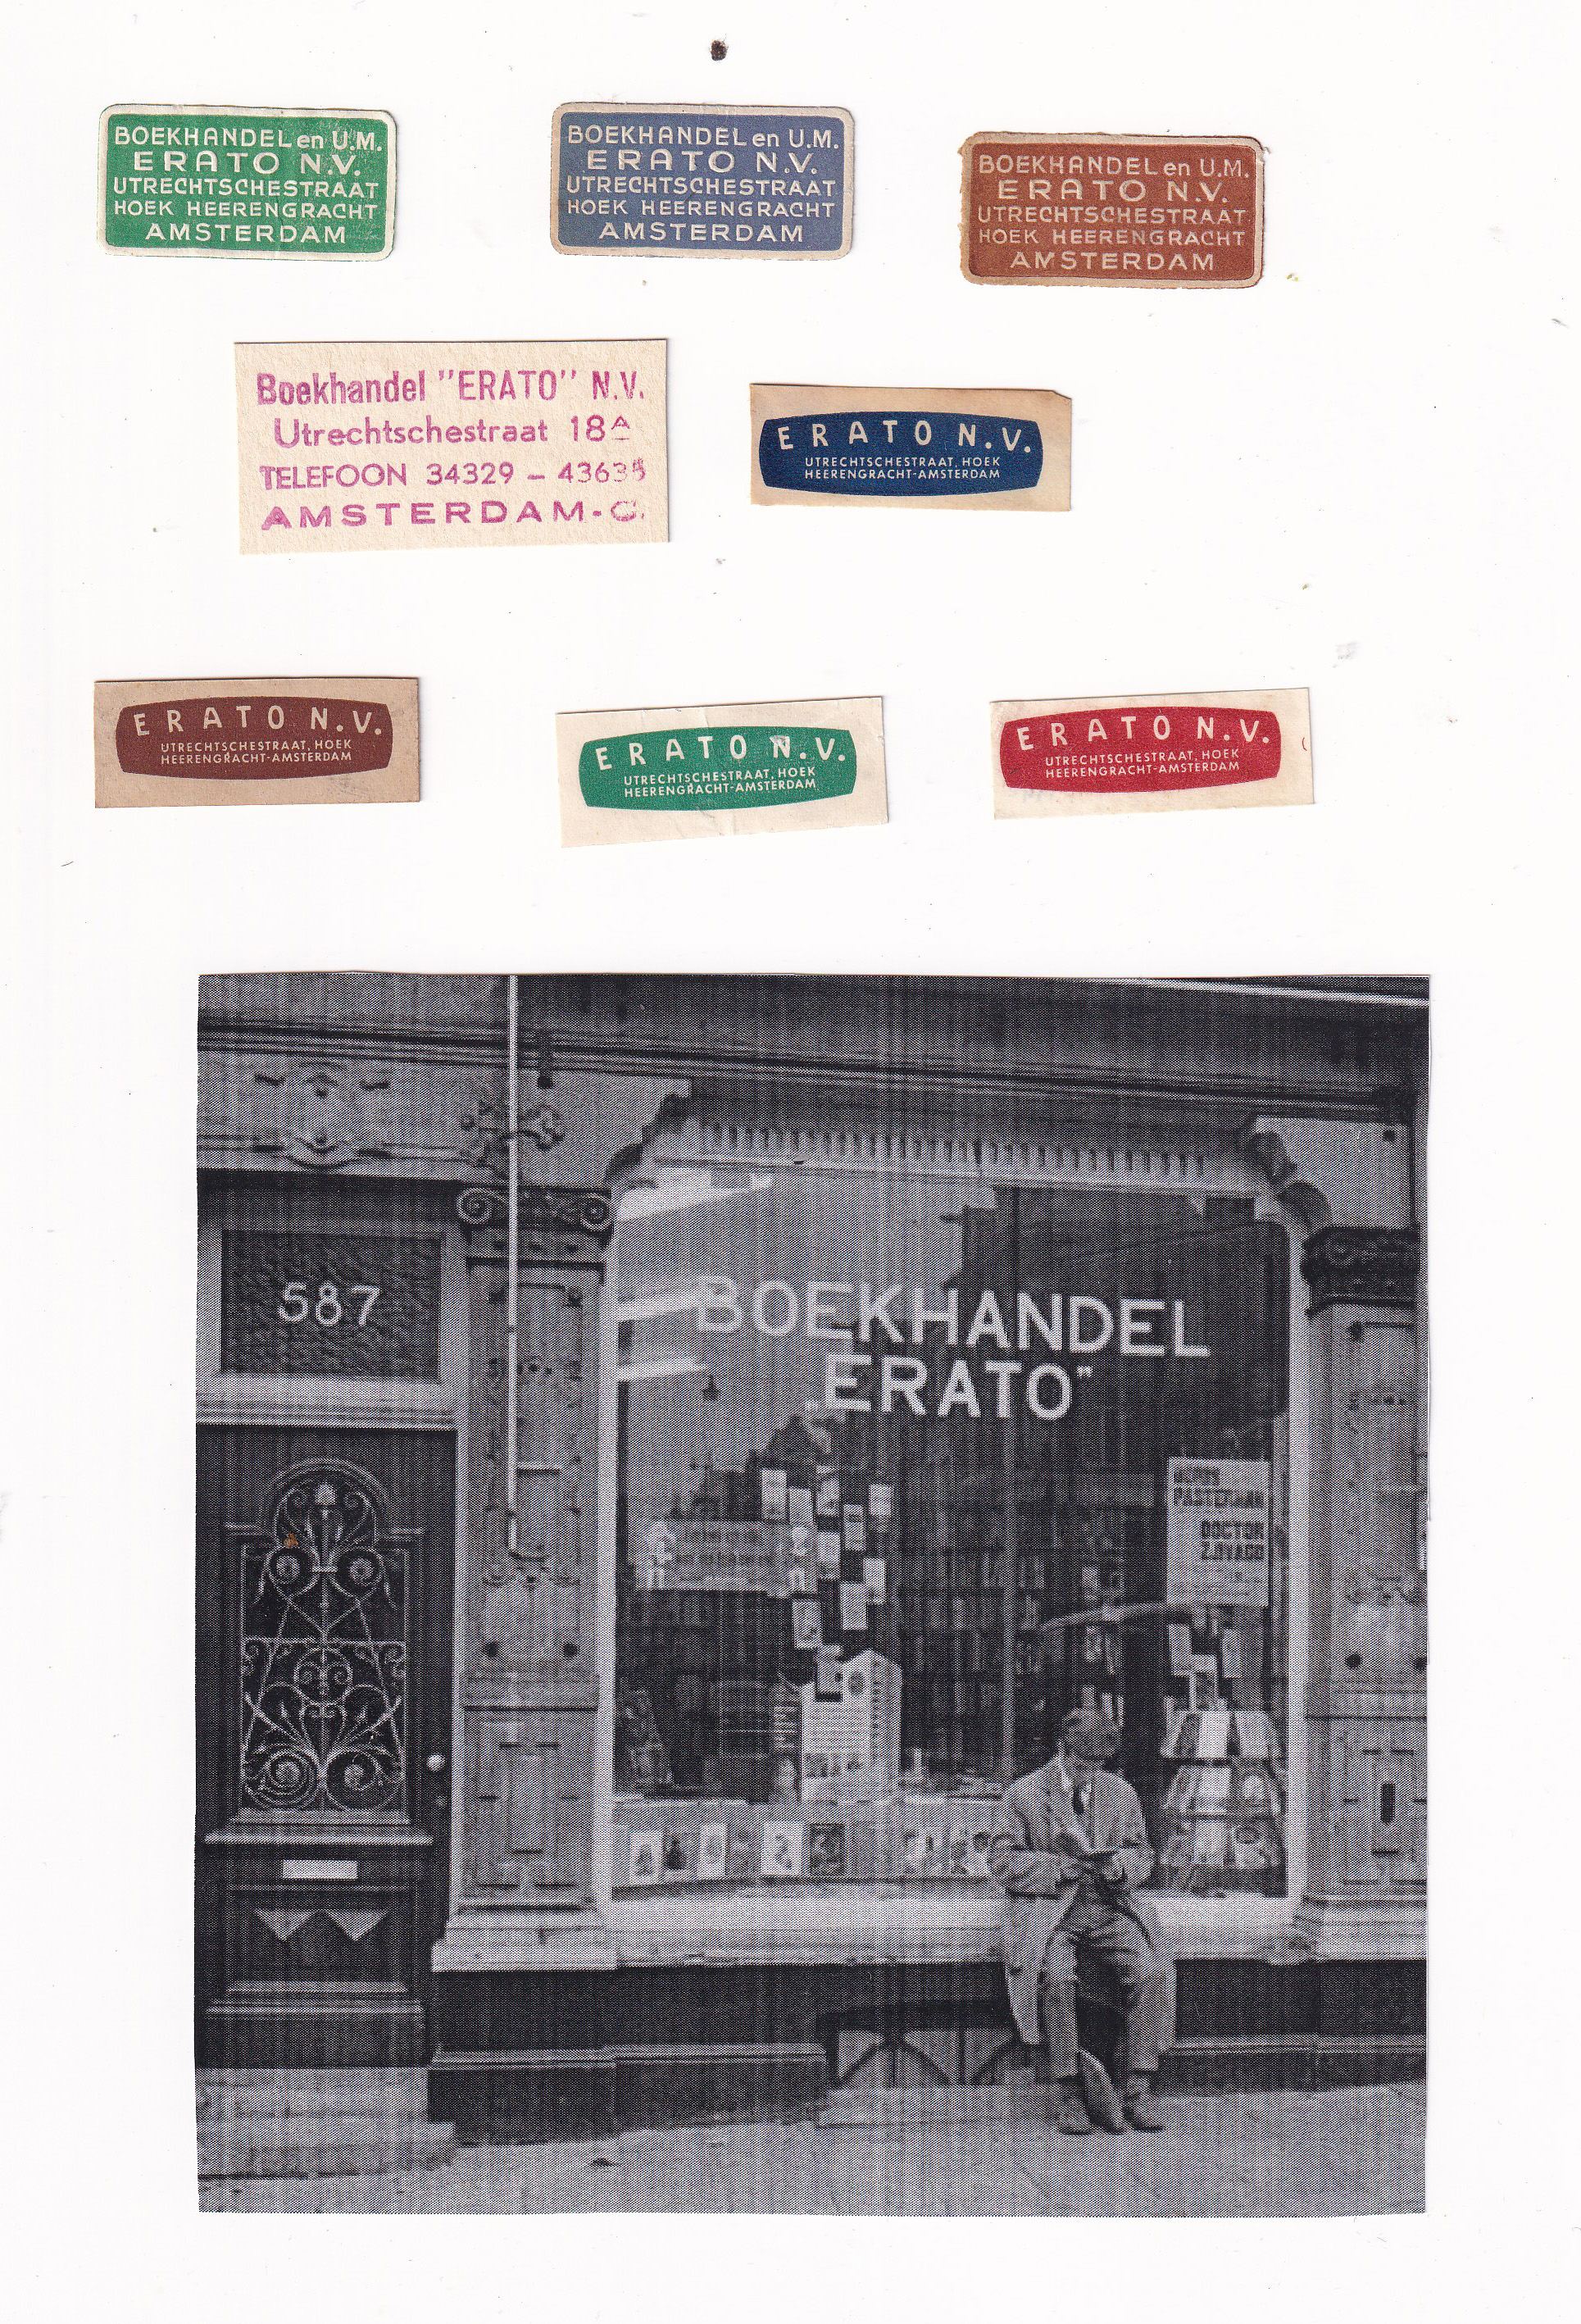 BOEKHANDEL en U.M.
ERATO N.V.
UTRECHTSCHESTRAAT
HOEK HEERENGRACHT
AMSTERDAM
BOEKHANDEL en U.M.
ERATO N.V.
UTRECHTSCHESTRAAT
HOEK HEERENGRACHT
AMSTERDAM
BOEKHANDEL en U.M.
ERATO N.V.
UTRECHTSCHESTRAAT
HOEK HEERENGRACHT
AMSTERDAM
Boekhandel "ERATO" N.V.
Utrechtschestraat 18A
TELEFOON 34329 – 43635
AMSTERDAM-C.
ERATO N.V.
UTRECHTSCHESTRAAT, HOEK
HEERENGRACHT-AMSTERDAM
ERATO N.V.
UTRECHTSCHESTRAAT, HOEK
HEERENGRACHT-AMSTERDAM
ERATO N.V.
UTRECHTSCHESTRAAT, HOEK
HEERENGRACHT-AMSTERDAM
ERATO N.V.
UTRECHTSCHESTRAAT, HOEK
HEERENGRACHT-AMSTERDAM
587
BOEKHANDEL
„ERATO"
BORIS
PASTERNAK
DOCTOR
ZJIVAGO